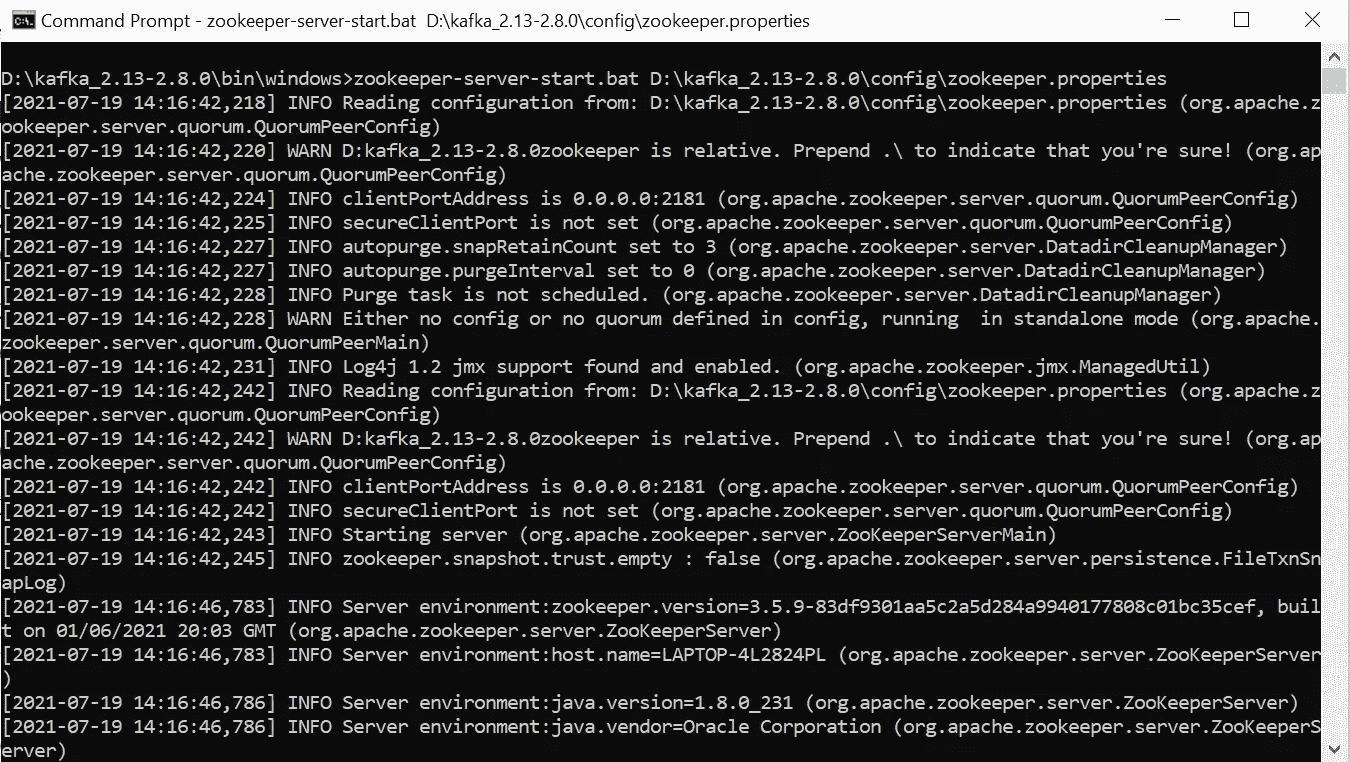 Command Prompt - zookeeper-server-start.bat D:\kafka_2.13-2.8.0\config\zookeeper.properties
D:\kafka_2.13-2.8.0\bin\windows>zookeeper-server-start.bat D:\kafka_2.13-2.8.0\config\zookeeper.properties
[2021-07-19 14:16:42,218] INFO Reading configuration from: D:\kafka_2.13-2.8.0\config\zookeeper.properties (org.apache.z
ookeeper.server.quorum.QuorumPeerConfig)
[2021-07-19 14:16:42,220] WARN D:kafka_2.13-2.8.0zookeeper is relative. Prepend .\ to indicate that you're sure! (org.ap
ache.zookeeper.server.quorum.QuorumPeerConfig)
[2021-07-19 14:16:42,224] INFO clientPortAddress is 0.0.0.0:2181 (org.apache.zookeeper.server.quorum.QuorumPeerConfig)
[2021-07-19 14:16:42,225] INFO secureClientPort is not set (org.apache.zookeeper.server.quorum.QuorumPeerConfig)
[2021-07-19 14:16:42,227] INFO autopurge.snapRetainCount set to 3 (org.apache.zookeeper.server.DatadirCleanupManager)
[2021-07-19 14:16:42,227] INFO autopurge.purgeInterval set to 0 (org.apache.zookeeper.server.DatadirCleanupManager)
[2021-07-19 14:16:42,228] INFO Purge task is not scheduled. (org.apache.zookeeper.server.DatadirCleanupManager)
[2021-07-19 14:16:42,228] WARN Either no config or no quorum defined in config, running  in standalone mode (org.apache.
zookeeper.server.quorum.QuorumPeerMain)
[2021-07-19 14:16:42,231] INFO Log4j 1.2 jmx support found and enabled. (org.apache.zookeeper.jmx.ManagedUtil)
[2021-07-19 14:16:42,242] INFO Reading configuration from: D:\kafka_2.13-2.8.0\config\zookeeper.properties (org.apache.z
ookeeper.server.quorum.QuorumPeerConfig)
[2021-07-19 14:16:42,242] WARN D:kafka_2.13-2.8.0zookeeper is relative. Prepend .\ to indicate that you're sure! (org.ap
ache.zookeeper.server.quorum.QuorumPeerConfig)
[2021-07-19 14:16:42,242] INFO clientPortAddress is 0.0.0.0:2181 (org.apache.zookeeper.server.quorum.QuorumPeerConfig)
[2021-07-19 14:16:42,242] INFO secureClientPort is not set (org.apache.zookeeper.server.quorum.QuorumPeerConfig)
[2021-07-19 14:16:42,243] INFO Starting server (org.apache.zookeeper.server.ZooKeeperServerMain)
[2021-07-19 14:16:42,245] INFO zookeeper.snapshot.trust.empty : false (org.apache.zookeeper.server.persistence.FileTxnSn
apLog)
[2021-07-19 14:16:46,783] INFO Server environment:zookeeper.version=3.5.9-83df9301aa5c2a5d284a9940177808c01bc35cef, buil
t on 01/06/2021 20:03 GMT (org.apache.zookeeper.server.ZooKeeperServer)
[2021-07-19 14:16:46,783] INFO Server environment:host.name=LAPTOP-4L2824PL (org.apache.zookeeper.server.ZooKeeperServer
)
[2021-07-19 14:16:46,786] INFO Server environment:java.version=1.8.0_231 (org.apache.zookeeper.server.ZooKeeperServer)
[2021-07-19 14:16:46,786] INFO Server environment:java.vendor=Oracle Corporation (org.apache.zookeeper.server.ZooKeeperS
erver)